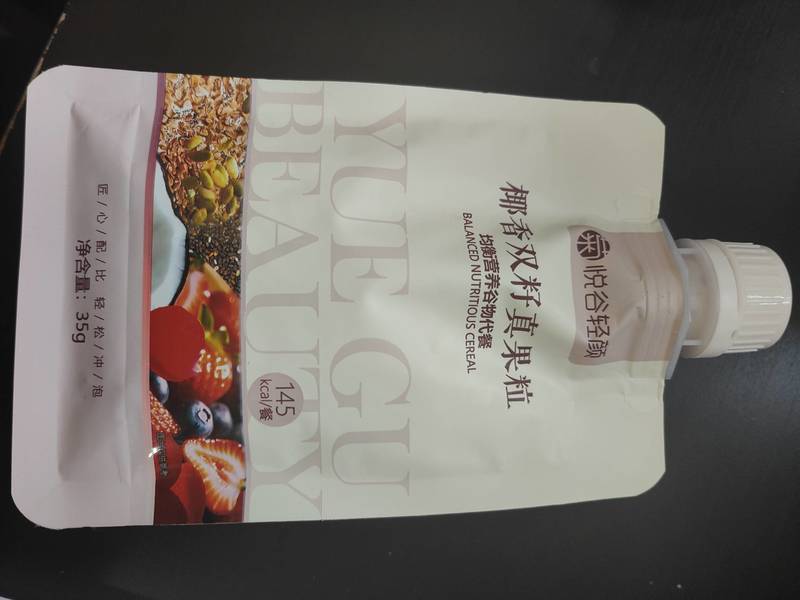 悦谷轻颜
椰香双籽真果粒
均衡营养谷物代餐
BALANCED NUTRITIOUS CEREAL
YUE GU
BEAUTY
145
kcal/餐
匠/心/配/比 轻/松/冲/泡
净含量：35g